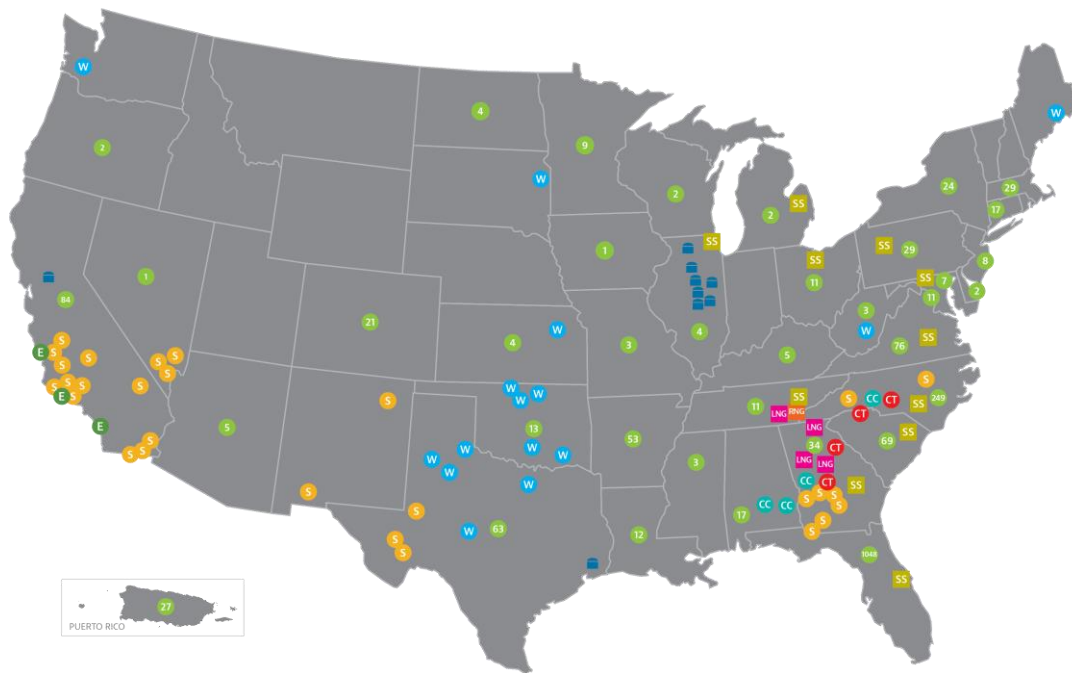 W
W
4
2
9
W
24
29
2
SS
2
17
SS
SS
29
1
8
SS
1
11
SS
7
2
84
11
3
21
W
W
4
3
SS
76
S
E
S
S
S
S
S
5
S
S
S
S
S
S
E
S
W
W
W
SS
S
S
11
LNG
RNG
S
CC
CT
SS
249
CT
E
5
13
LNG
SS
53
S
S
S
W
W
W
34
CT
69
W
W
3
LNG
LNG
W
CC
CT
SS
S
S
S
S
S
CC
CC
S
17
S
W
63
12
S
S
S
1048
SS
27
PUERTO RICO